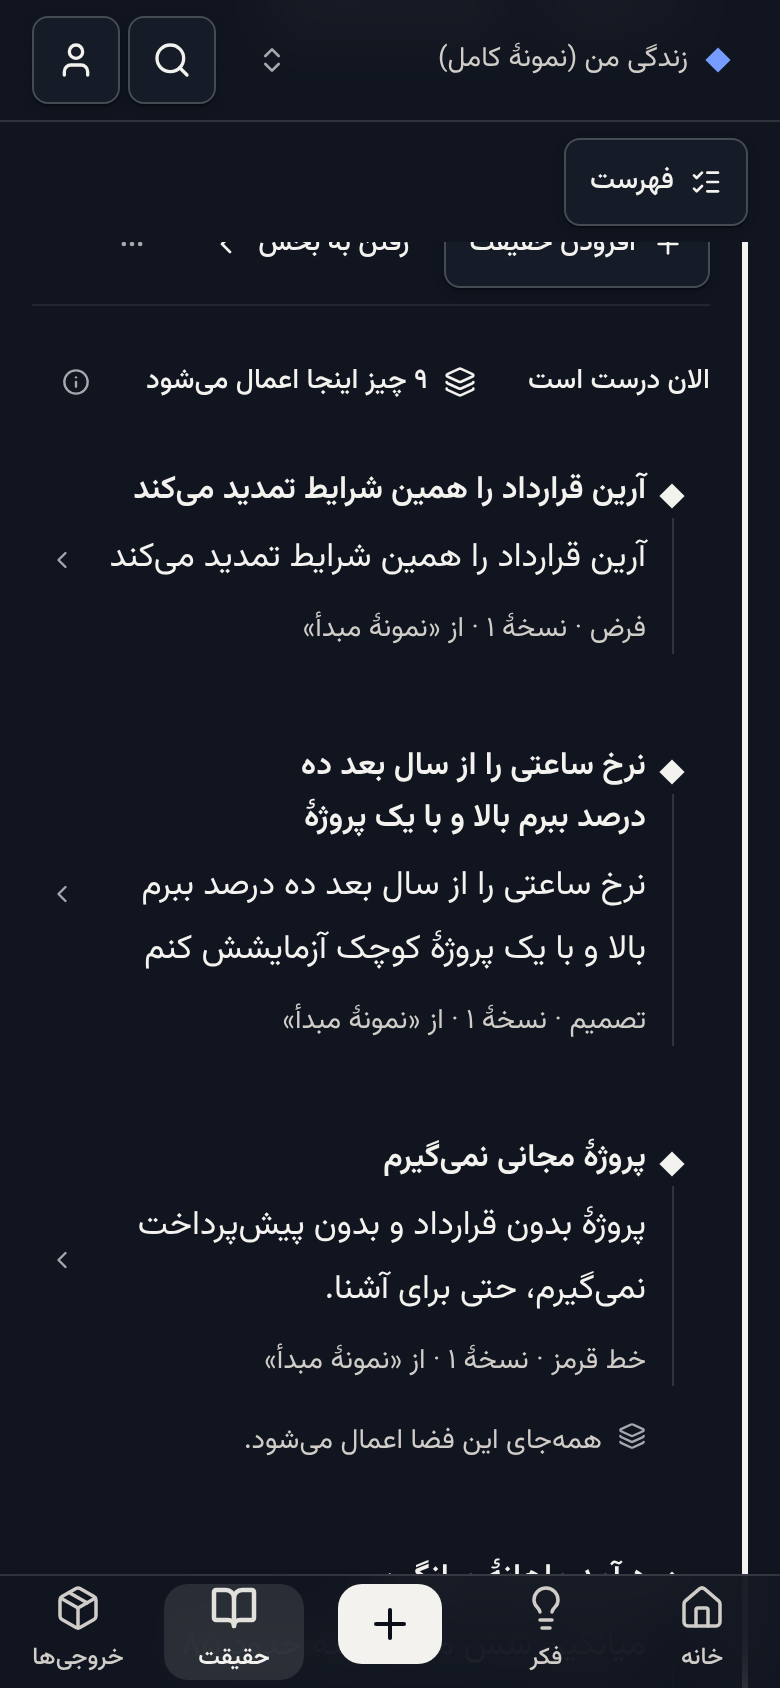 زندگی من (نمونهٔ کامل)
فهرست
افزودن حقیقت
رفتن به بخش
الان درست است
۹ چیز اینجا اعمال می‌شود
آرین قرارداد را همین شرایط تمدید می‌کند
آرین قرارداد را همین شرایط تمدید می‌کند
فرض · نسخهٔ ۱ · از «نمونهٔ مبدأ»
نرخ ساعتی را از سال بعد ده
درصد ببرم بالا و با یک پروژهٔ
نرخ ساعتی را از سال بعد ده درصد ببرم
بالا و با یک پروژهٔ کوچک آزمایشش کنم
تصمیم · نسخهٔ ۱ · از «نمونهٔ مبدأ»
پروژهٔ مجانی نمی‌گیرم
پروژهٔ بدون قرارداد و بدون پیش‌پرداخت
نمی‌گیرم، حتی برای آشنا.
خط قرمز · نسخهٔ ۱ · از «نمونهٔ مبدأ»
همه‌جای این فضا اعمال می‌شود.
خانه
فکر
حقیقت
خروجی‌ها